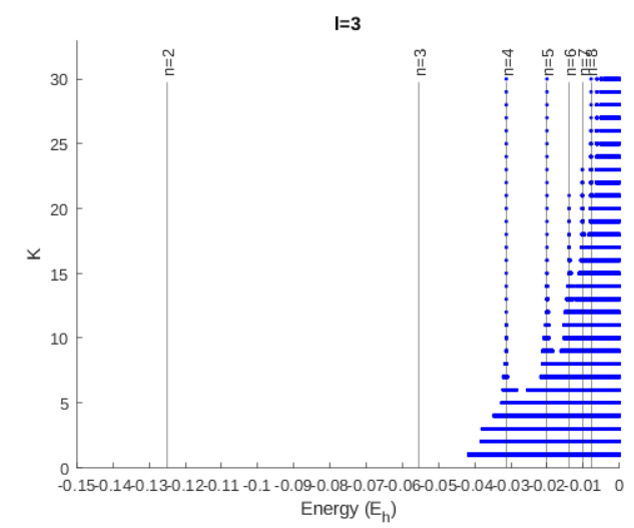 l=3
n=2
n=3
n=4
n=5
n=6
n=7
n=8
30
25
20
15
10
5
0
K
-0.15-0.14-0.13-0.12-0.11 -0.1 -0.09-0.08-0.07-0.06-0.05-0.04-0.03-0.02-0.01 0
Energy (E_h)